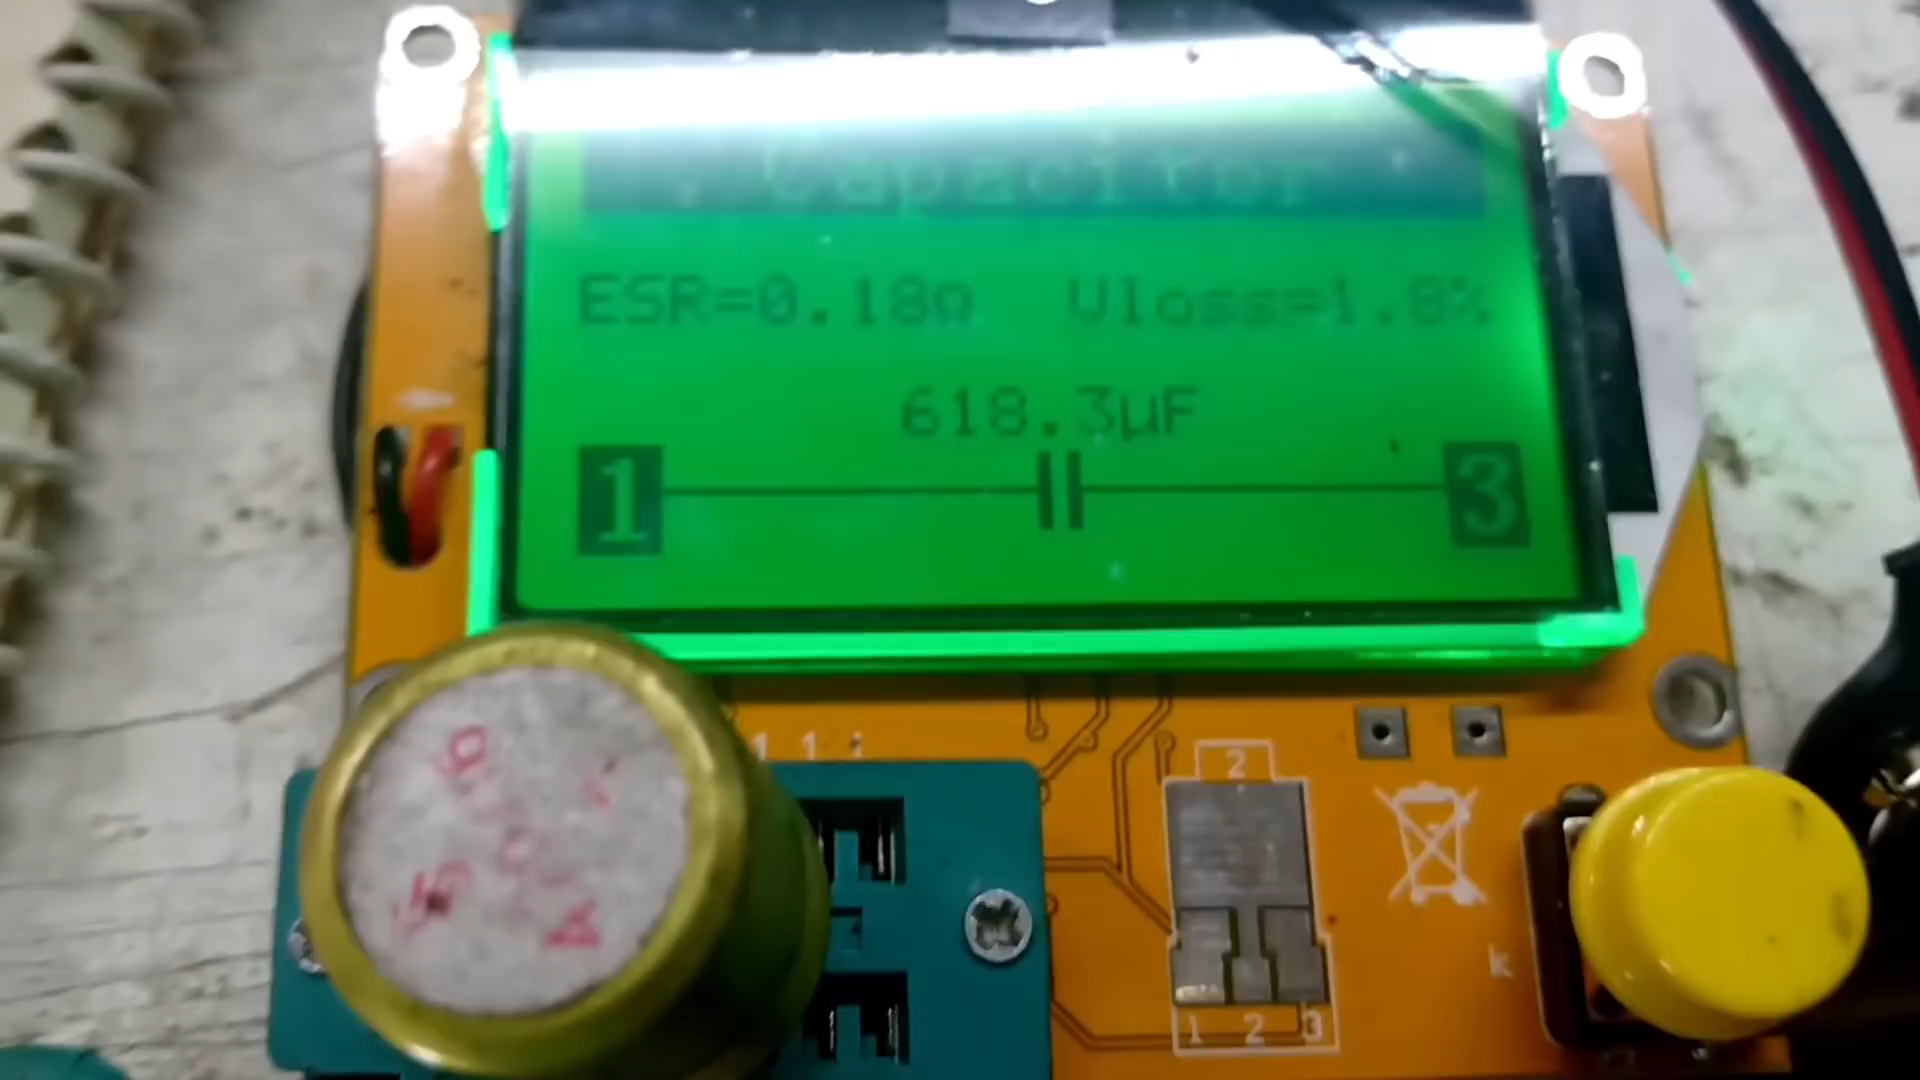 Capacitor
ESR=0.18Ω Vloss=1.8%
618.3µF
1 3
2
k
1 2 3